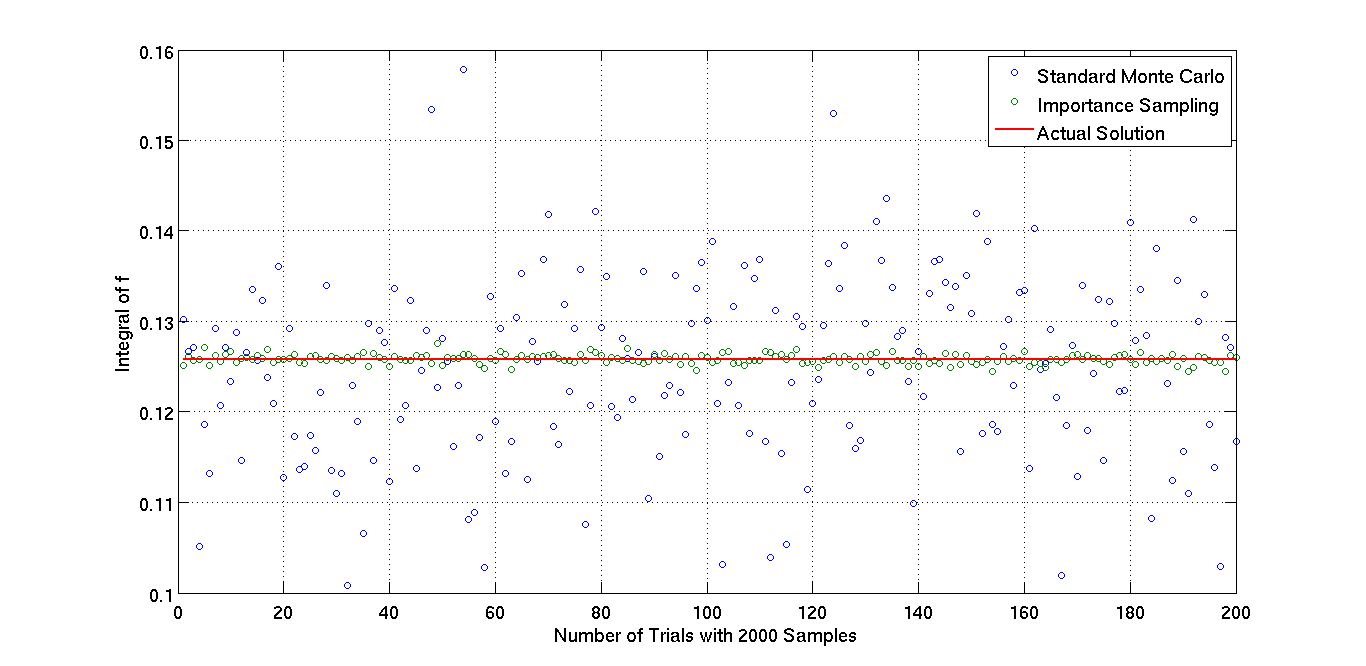 0.16
0.15
0.14
0.13
0.12
0.11
0.1
Integral of f
Standard Monte Carlo
Importance Sampling
Actual Solution
0 20 40 60 80 100 120 140 160 180 200
Number of Trials with 2000 Samples